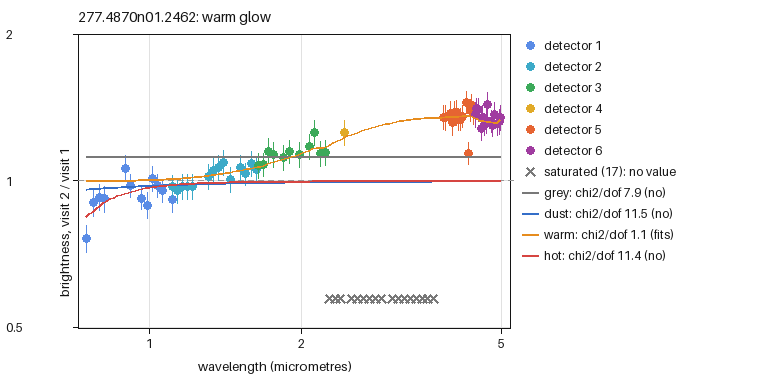 277.4870n01.2462: warm glow
2
1
0.5
brightness, visit 2 / visit 1
1
2
5
wavelength (micrometres)
detector 1
detector 2
detector 3
detector 4
detector 5
detector 6
saturated (17): no value
grey: chi2/dof 7.9 (no)
dust: chi2/dof 11.5 (no)
warm: chi2/dof 1.1 (fits)
hot: chi2/dof 11.4 (no)